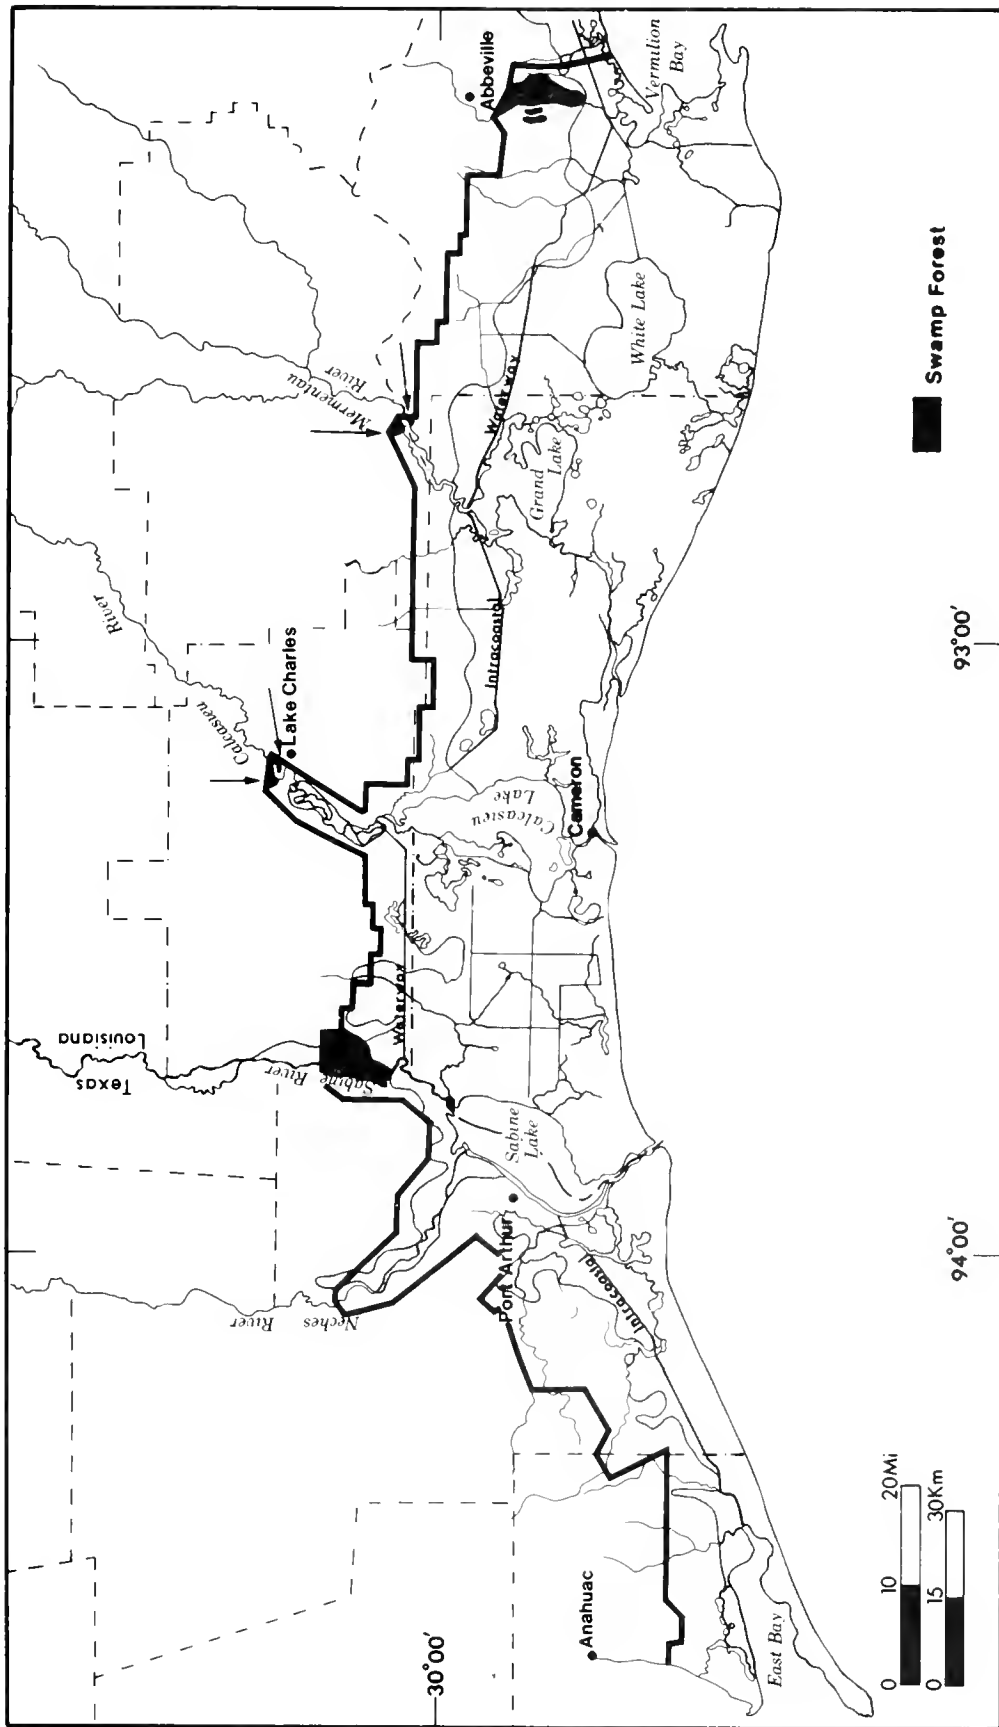 Abbeville
Vermilion
Bay
Mermentau
River
White Lake
Waterway
Grand
Lake
Intracoastal
River
Calcasieu
Lake Charles
Calcasieu
Lake
Cameron
Louisiana
Texas
Waterway
Sabine River
Sabine
Lake
Port Arthur
Neches
River
Intracoastal
Anahuac
East Bay
Swamp Forest
93°00'
94°00'
30°00'
0 10 20Mi
0 15 30Km